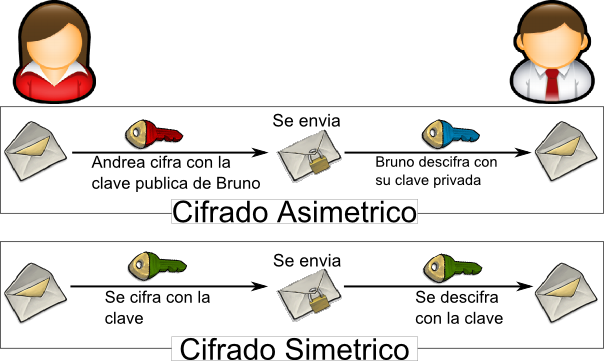 Se envia
Andrea cifra con la
clave publica de Bruno
Bruno descifra con
su clave privada
Cifrado Asimetrico
Se envia
Se cifra con la
clave
Se descifra
con la clave
Cifrado Simetrico